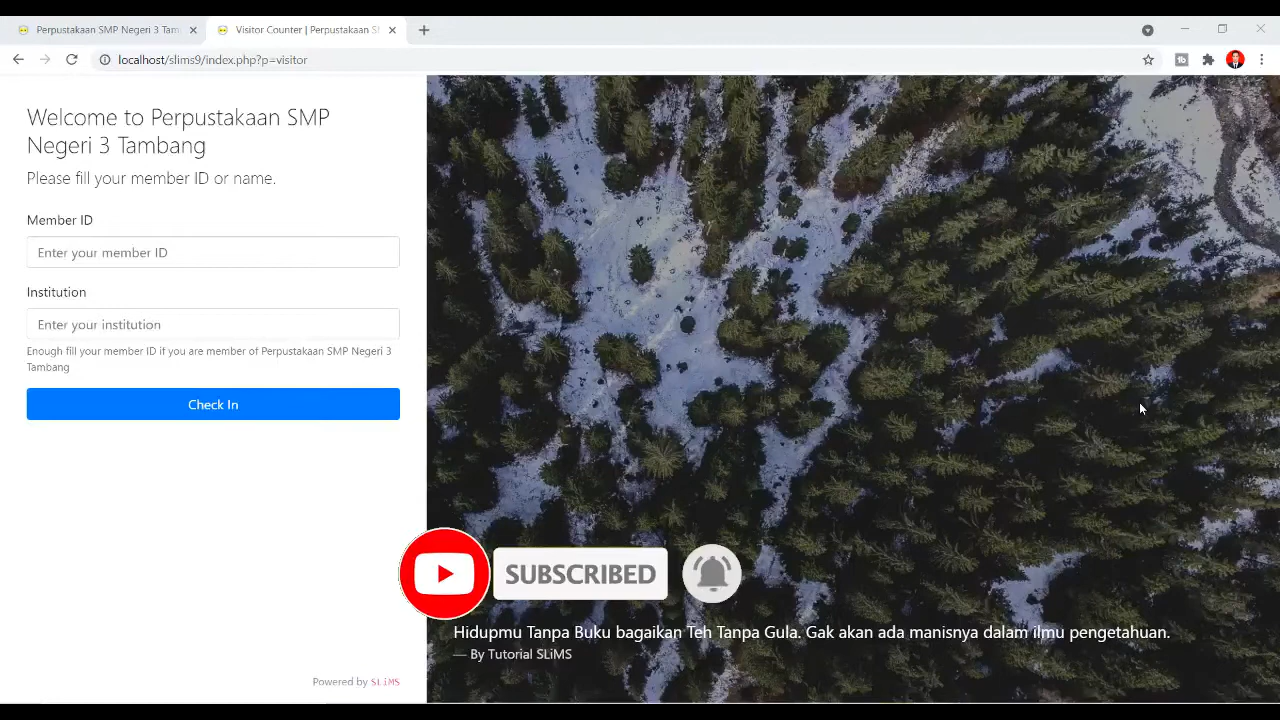 Perpustakaan SMP Negeri 3 Tam
Visitor Counter | Perpustakaan S
localhost/slims9/index.php?p=visitor
Welcome to Perpustakaan SMP
Negeri 3 Tambang
Please fill your member ID or name.
Member ID
Enter your member ID
Institution
Enter your institution
Enough fill your member ID if you are member of Perpustakaan SMP Negeri 3
Tambang
Check In
SUBSCRIBED
Hidupmu Tanpa Buku bagaikan Teh Tanpa Gula. Gak akan ada manisnya dalam ilmu pengetahuan.
— By Tutorial SLiMS
Powered by SLiMS